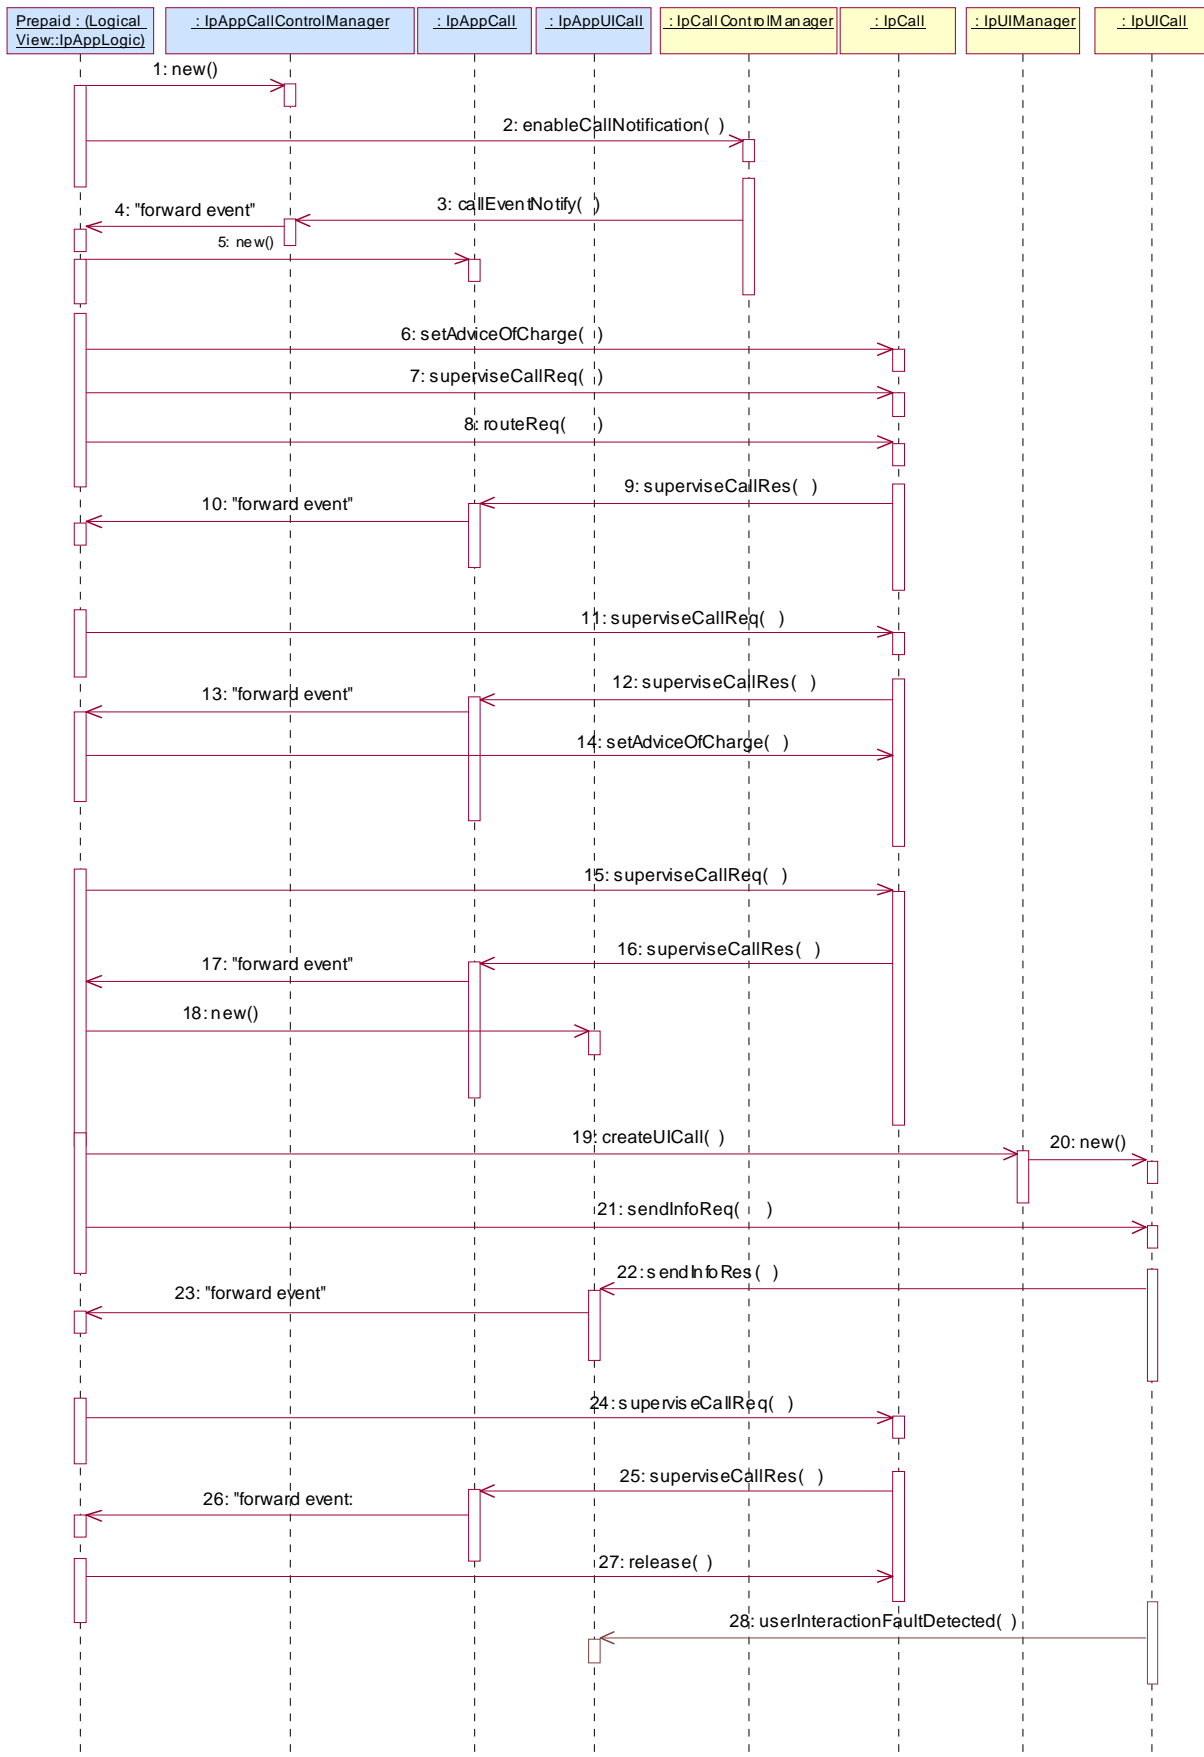 Prepaid : (Logical
View::IpAppLogic)
: IpAppCallControlManager
: IpAppCall
: IpAppUICall
: IpCallControlManager
: IpCall
: IpUIManager
: IpUICall
1: new()
2: enableCallNotification( )
3: callEventNotify( )
4: "forward event"
5: new()
6: setAdviceOfCharge( )
7: superviseCallReq( )
8: routeReq( )
9: superviseCallRes( )
10: "forward event"
11: superviseCallReq( )
12: superviseCallRes( )
13: "forward event"
14: setAdviceOfCharge( )
15: superviseCallReq( )
16: superviseCallRes( )
17: "forward event"
18: new()
19: createUICall( )
20: new()
21: sendInfoReq( )
22: sendInfoRes( )
23: "forward event"
24: superviseCallReq( )
25: superviseCallRes( )
26: "forward event:
27: release( )
28: userInteractionFaultDetected( )